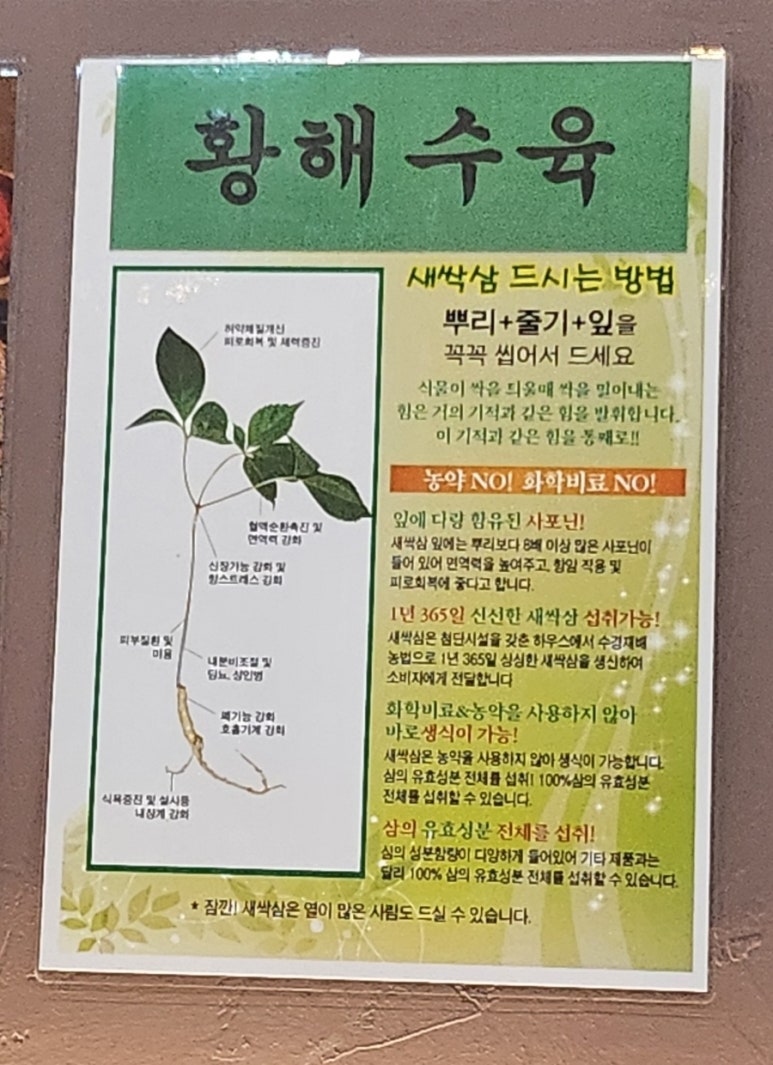 황해수육
새싹삼 드시는 방법
뿌리+줄기+잎을
꼭꼭 씹어서 드세요
식물이 싹을 틔울때 싹을 밀어내는
힘은 거의 기적과 같은 힘을 발휘합니다.
이 기적과 같은 힘을 통째로!!
농약 NO! 화학비료 NO!
잎에 다량 함유된 사포닌!
새싹삼 잎에는 뿌리보다 8배 이상 많은 사포닌이
들어 있어 면역력을 높여주고, 항암 작용 및
피로회복에 좋다고 합니다.
1년 365일 신선한 새싹삼 섭취가능!
새싹삼은 첨단시설을 갖춘 하우스에서 수경재배
농법으로 1년 365일 싱싱한 새싹삼을 생산하여
소비자에게 전달합니다
화학비료&농약을 사용하지 않아
바로생식이 가능!
새싹삼은 농약을 사용하지 않아 생식이 가능합니다.
삼의 유효성분 전체를 섭취! 100%삼의 유효성분
전체를 섭취할 수 있습니다.
삼의 유효성분 전체를 섭취!
삼의 성분함량이 다양하게 들어있어 기타 제품과는
달리 100% 삼의 유효성분 전체를 섭취할 수 있습니다.
허약체질개선
피로회복 및 체력증진
혈액순환촉진 및
면역력 강화
신장기능 강화 및
항스트레스 강화
피부질환 및
미용
내분비조절 및
당뇨, 성인병
폐기능 강화
호흡기계 강화
식욕증진 및 설사등
내장계 강화
* 잠깐! 새싹삼은 열이 많은 사람도 드실 수 있습니다.